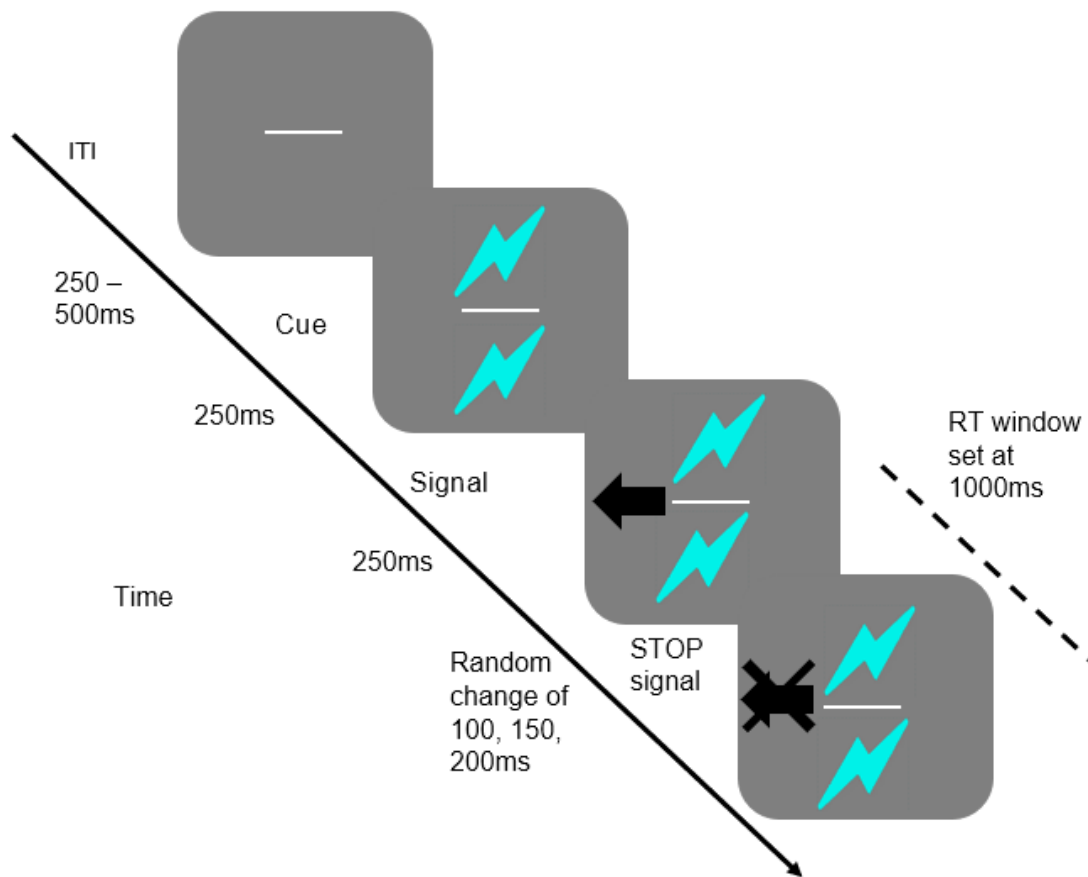 ITI
250 –
500ms
Cue
250ms
Signal
250ms
RT window
set at
1000ms
Time
Random
change of
100, 150,
200ms
STOP
signal